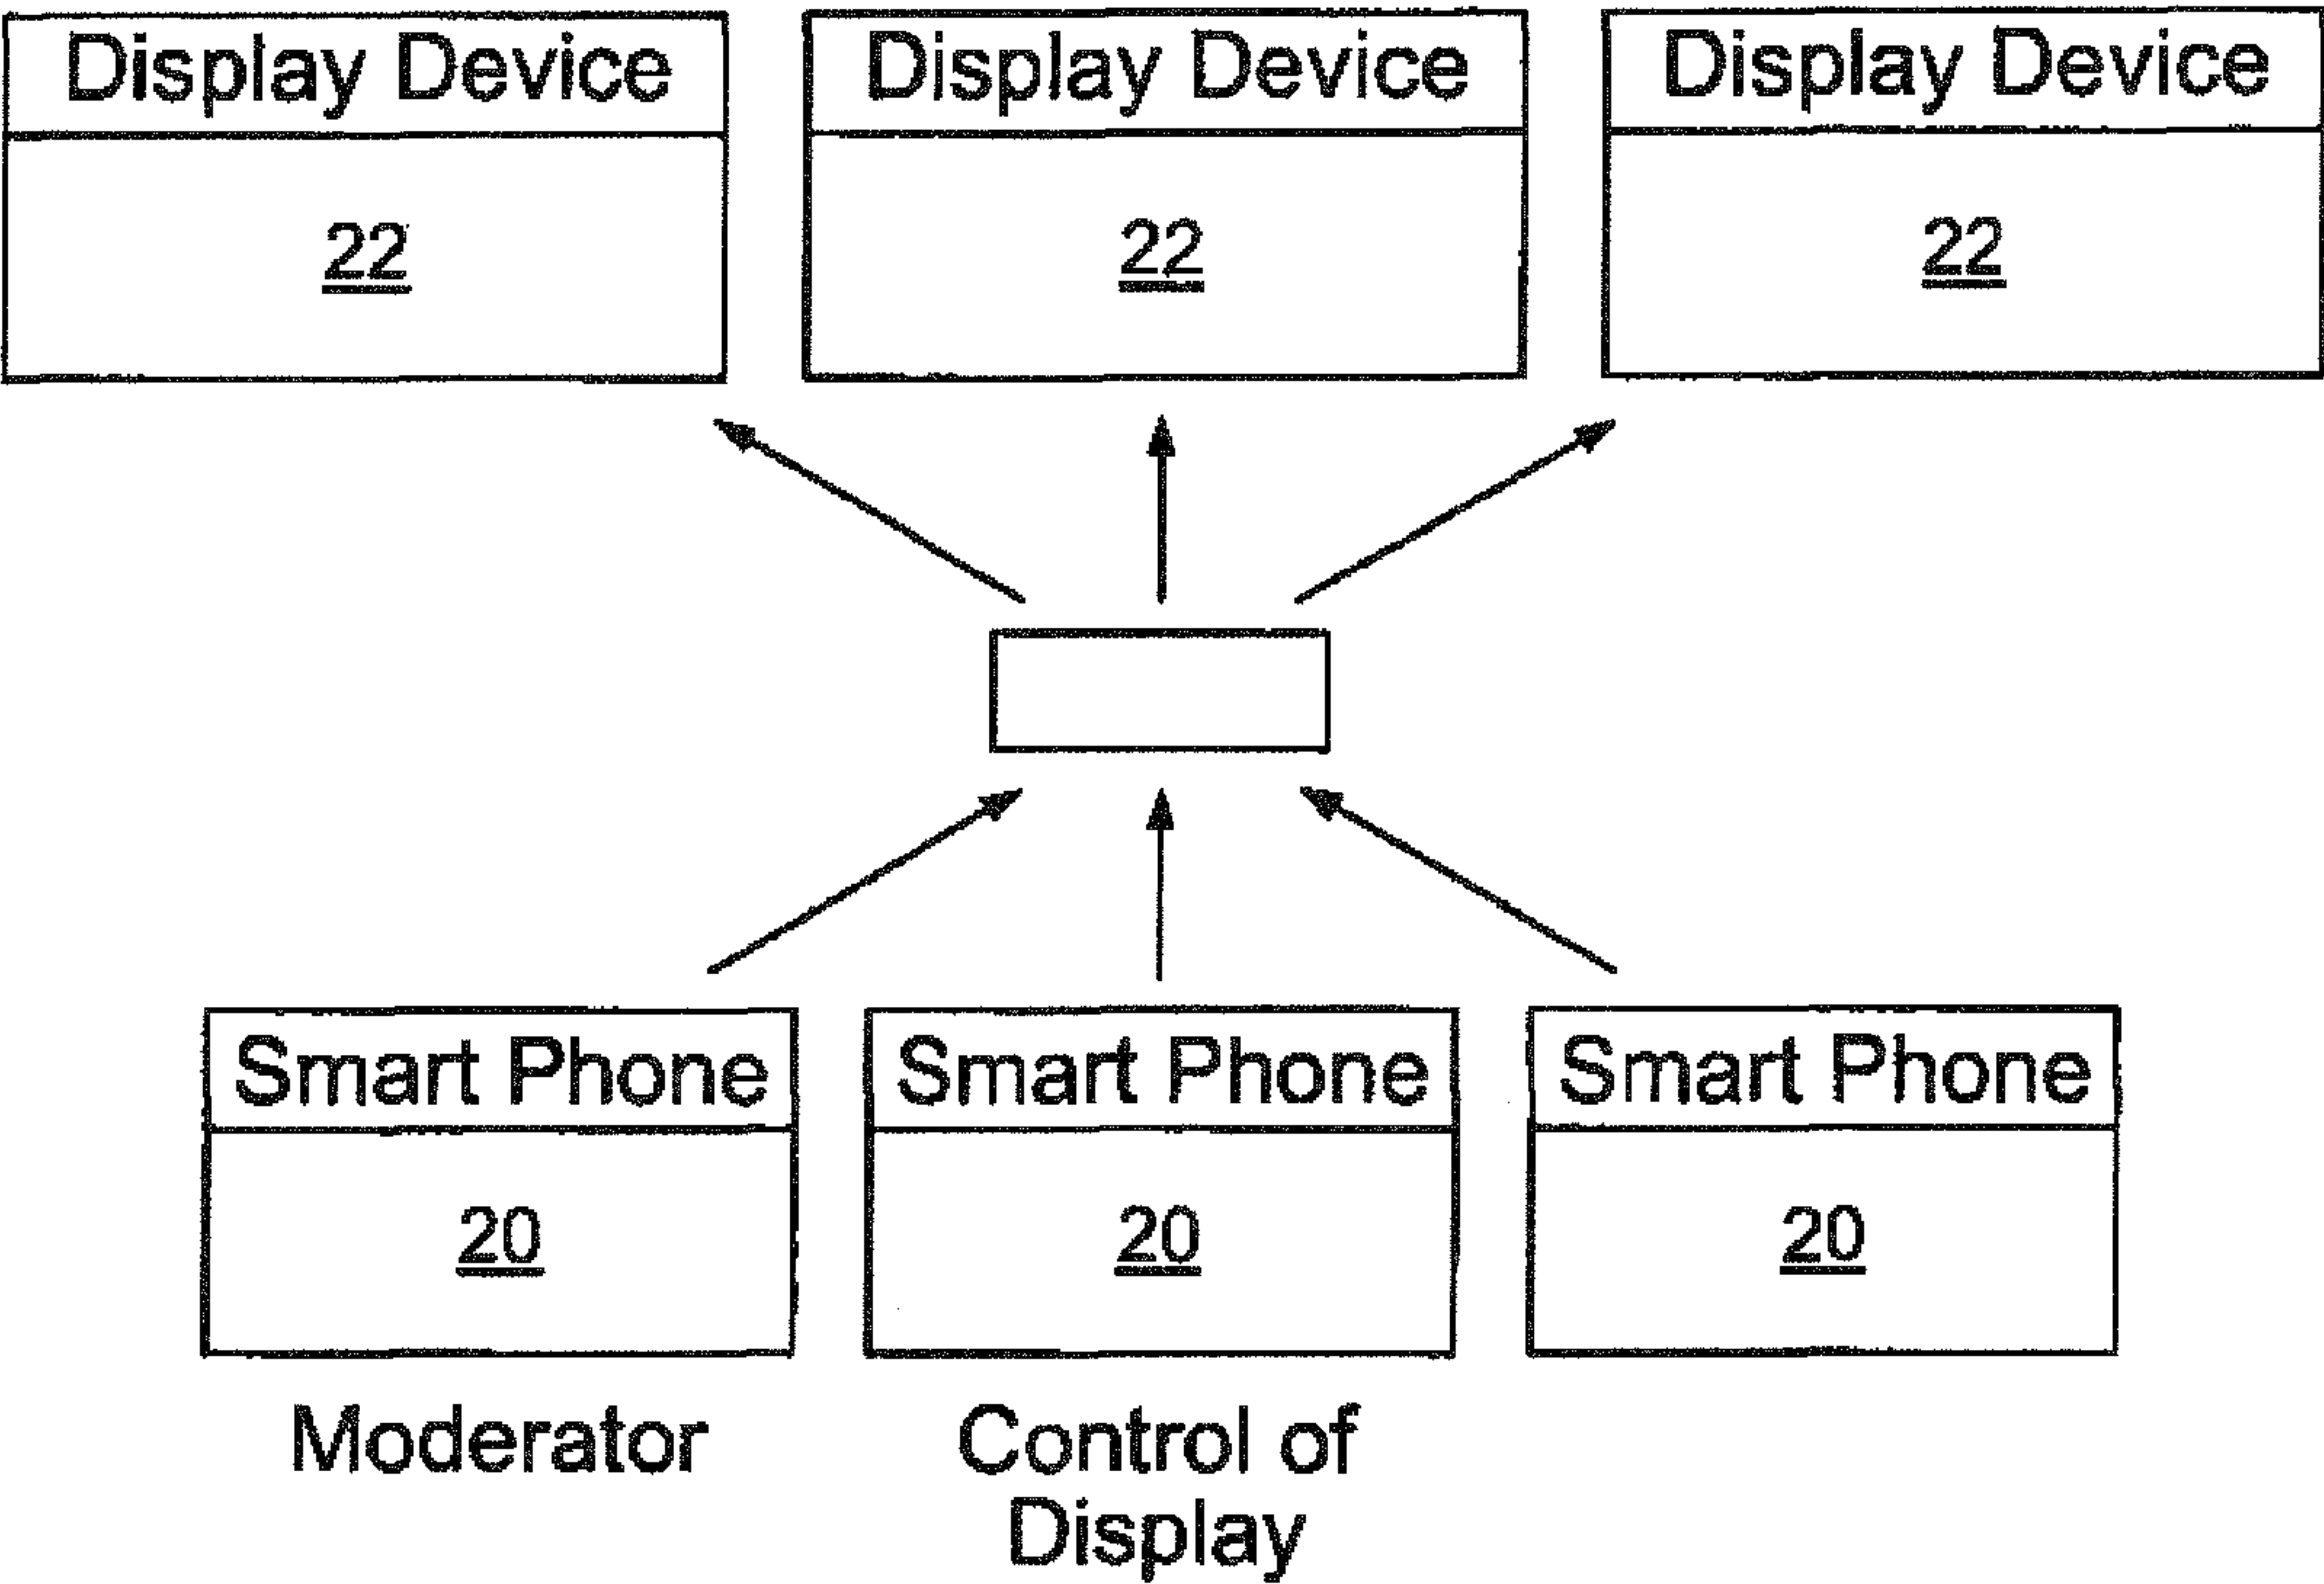 Display Device
22
Display Device
22
Display Device
22
Smart Phone
20
Moderator
Smart Phone
20
Control of
Display
Smart Phone
20